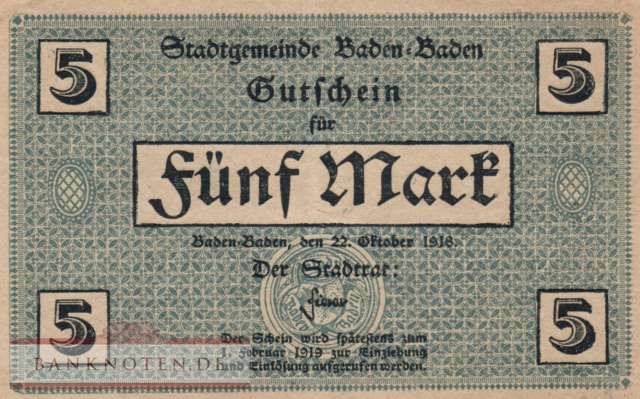 5 Stadtgemeinde Baden-Baden 5
Gutschein
für
Fünf Mark
Baden-Baden, den 22. Oktober 1918.
Der Stadtrat:
5 5
Der Schein wird spätestens zum
1. Februar 1919 zur Einziehung
und Einlösung aufgerufen werden.
BANKNOTEN.DE